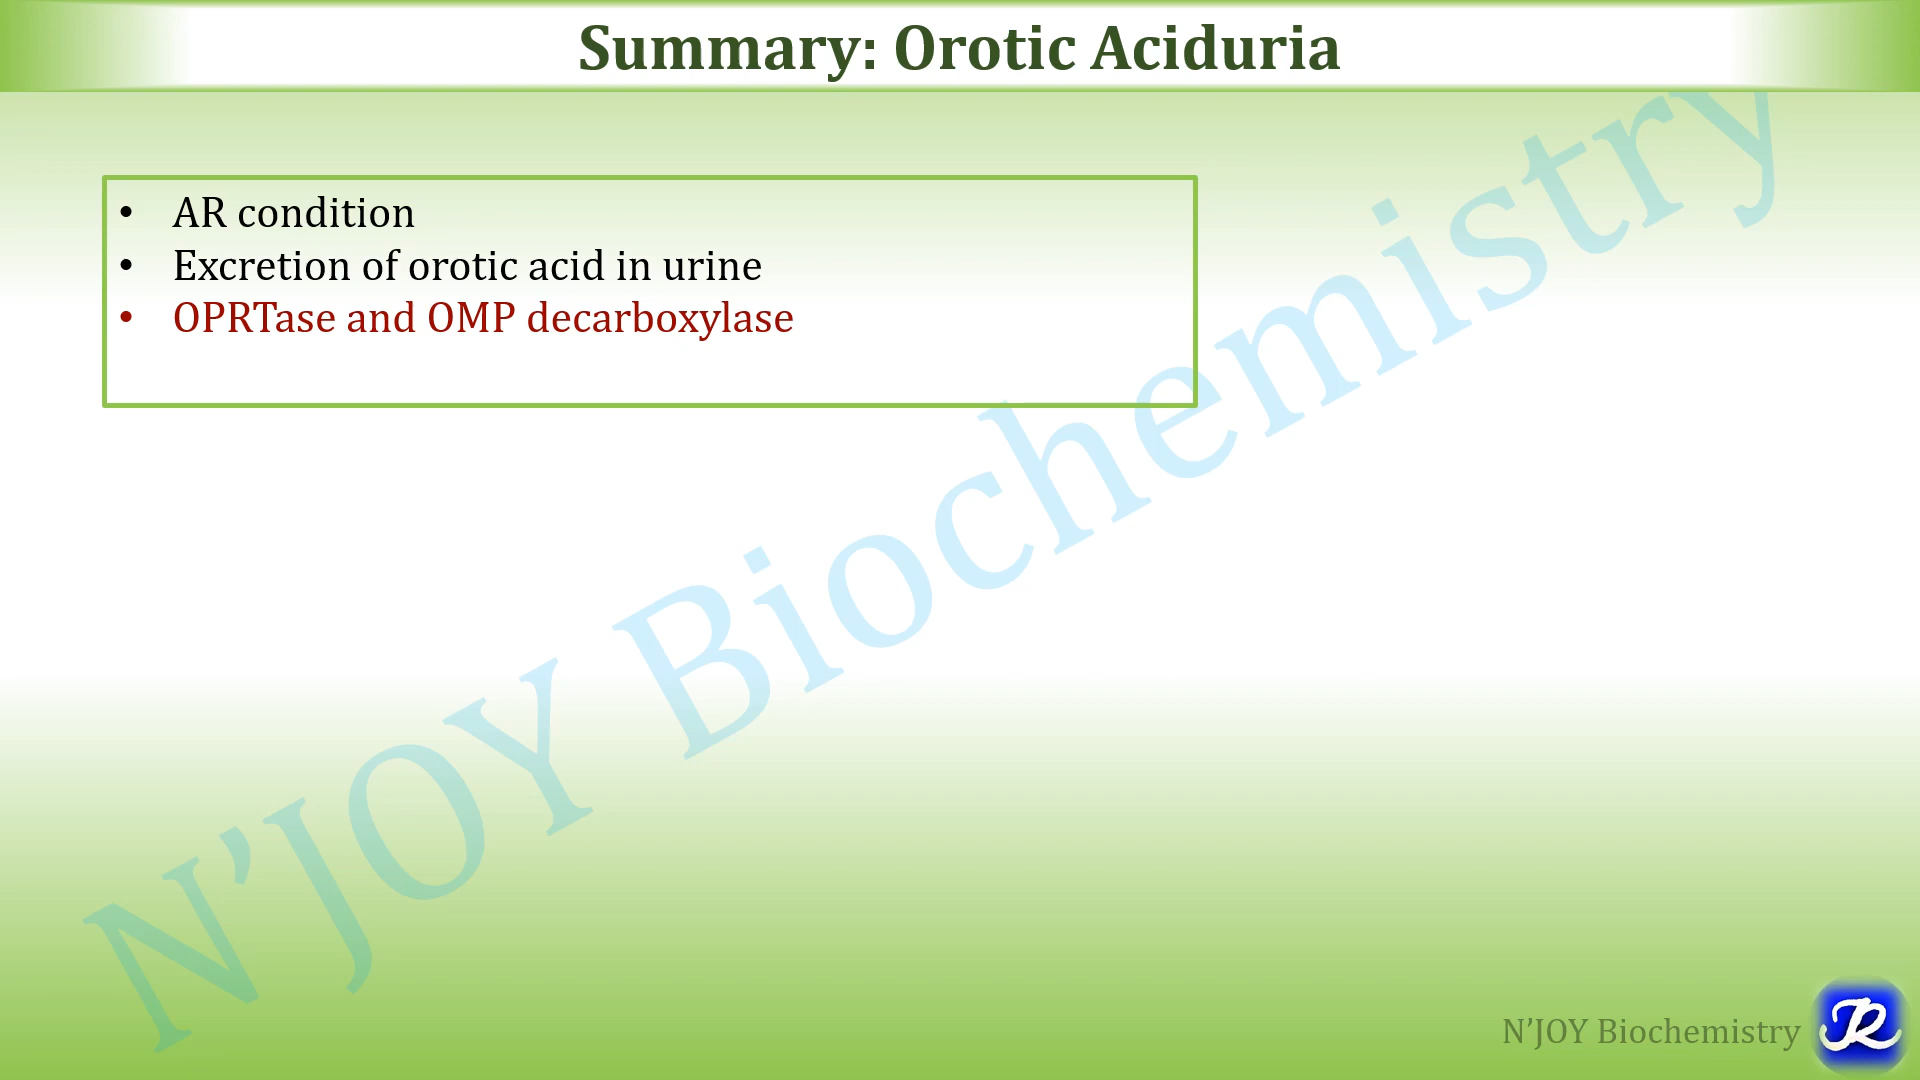 Summary: Orotic Aciduria
• AR condition
• Excretion of orotic acid in urine
• OPRTase and OMP decarboxylase
N’JOY Biochemistry
N’JOY Biochemistry